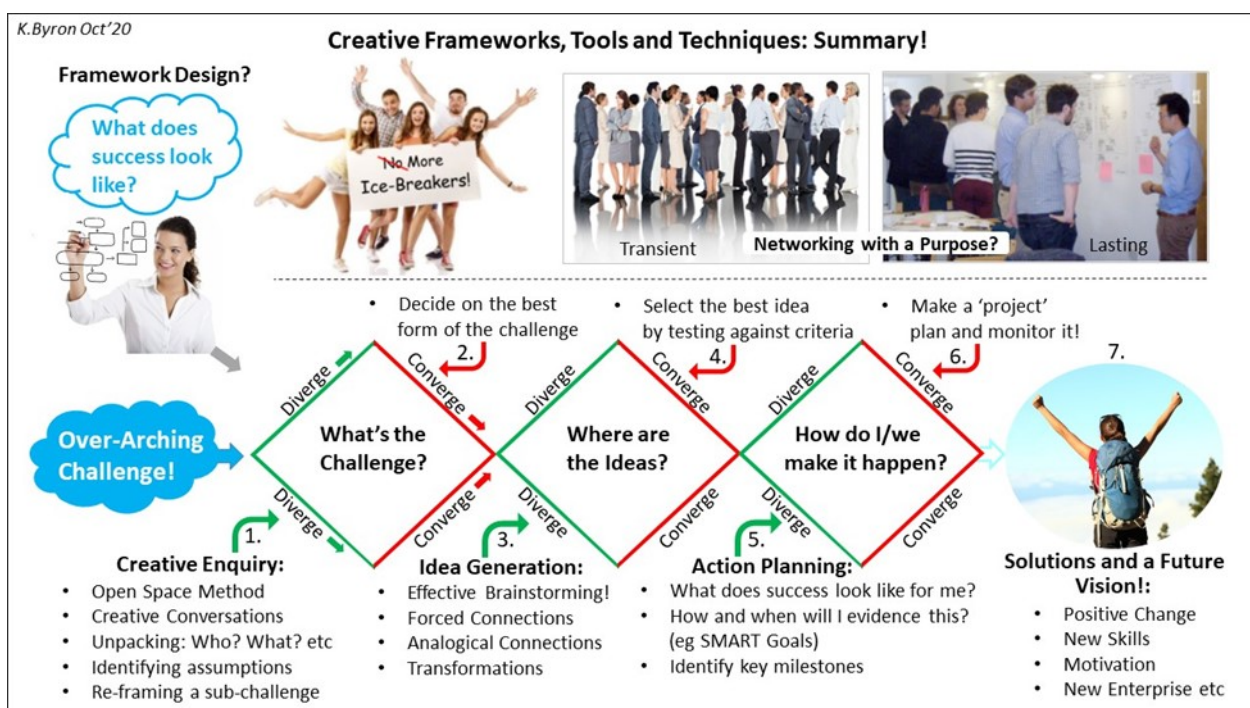 K.Byron Oct'20
Creative Frameworks, Tools and Techniques: Summary!
Framework Design?
What does
success look
like?
No More
Ice-Breakers!
Transient
Networking with a Purpose?
Lasting
• Decide on the best
form of the challenge
2.
• Select the best idea
by testing against criteria
4.
• Make a 'project'
plan and monitor it!
6.
7.
Over-Arching
Challenge!
Diverge
Converge
What's the
Challenge?
Diverge
Converge
Diverge
Converge
Where are
the Ideas?
Diverge
Converge
Diverge
Converge
How do I/we
make it happen?
Diverge
Converge
1.
Creative Enquiry:
• Open Space Method
• Creative Conversations
• Unpacking: Who? What? etc
• Identifying assumptions
• Re-framing a sub-challenge
3.
Idea Generation:
• Effective Brainstorming!
• Forced Connections
• Analogical Connections
• Transformations
5.
Action Planning:
• What does success look like for me?
• How and when will I evidence this?
(eg SMART Goals)
• Identify key milestones
Solutions and a Future
Vision!:
• Positive Change
• New Skills
• Motivation
• New Enterprise etc